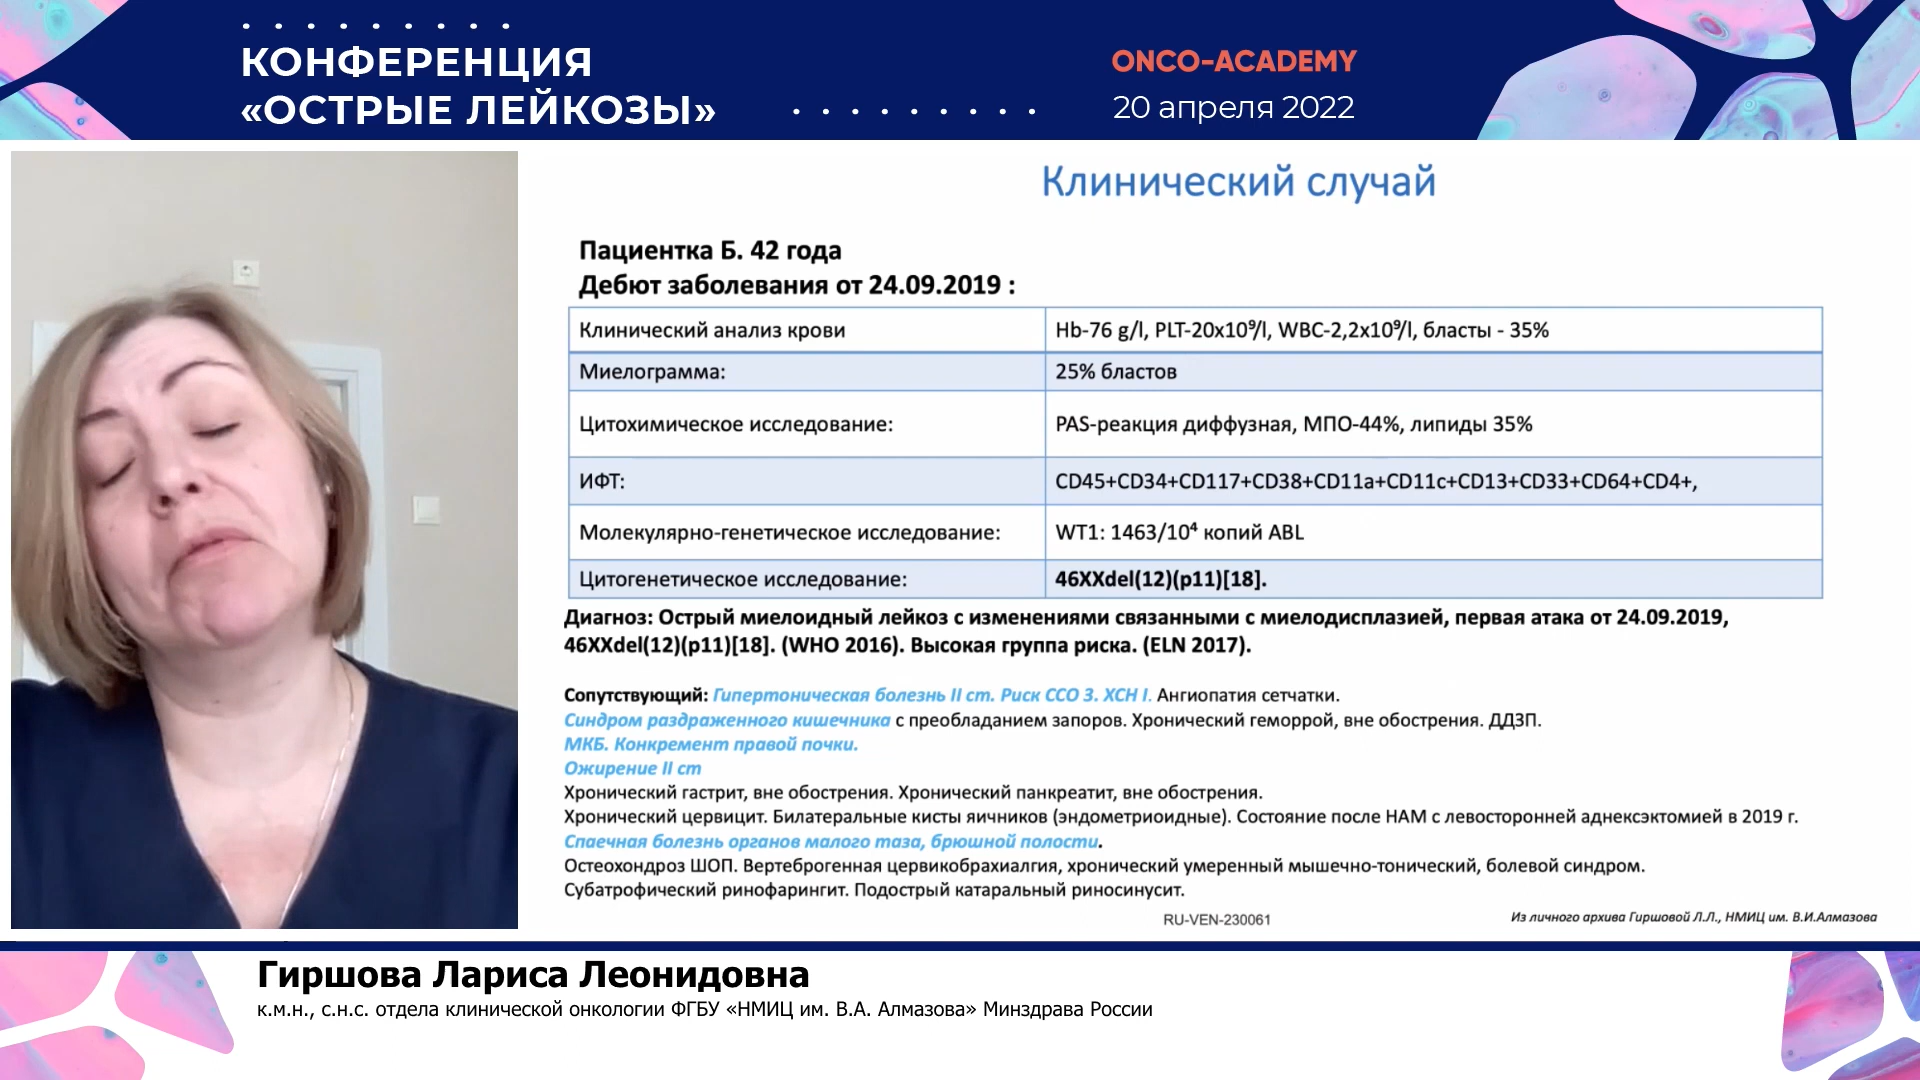 КОНФЕРЕНЦИЯ
«ОСТРЫЕ ЛЕЙКОЗЫ»
ONCO-ACADEMY
20 апреля 2022
Клинический случай
Пациентка Б. 42 года
Дебют заболевания от 24.09.2019 :
Клинический анализ крови Hb-76 g/l, PLT-20x10⁹/l, WBC-2,2x10⁹/l, бласты - 35%
Миелограмма: 25% бластов
Цитохимическое исследование: PAS-реакция диффузная, МПО-44%, липиды 35%
ИФТ: CD45+CD34+CD117+CD38+CD11a+CD11c+CD13+CD33+CD64+CD4+,
Молекулярно-генетическое исследование: WT1: 1463/10⁴ копий ABL
Цитогенетическое исследование: 46XXdel(12)(p11)[18].
Диагноз: Острый миелоидный лейкоз с изменениями связанными с миелодисплазией, первая атака от 24.09.2019,
46XXdel(12)(p11)[18]. (WHO 2016). Высокая группа риска. (ELN 2017).
Сопутствующий: Гипертоническая болезнь II ст. Риск ССО 3. ХСН I. Ангиопатия сетчатки.
Синдром раздраженного кишечника с преобладанием запоров. Хронический геморрой, вне обострения. ДДЗП.
МКБ. Конкремент правой почки.
Ожирение II ст
Хронический гастрит, вне обострения. Хронический панкреатит, вне обострения.
Хронический цервицит. Билатеральные кисты яичников (эндометриоидные). Состояние после НАМ с левосторонней аднексэктомией в 2019 г.
Спаечная болезнь органов малого таза, брюшной полости.
Остеохондроз ШОП. Вертеброгенная цервикобрахиалгия, хронический умеренный мышечно-тонический, болевой синдром.
Субатрофический ринофарингит. Подострый катаральный риносинусит.
RU-VEN-230061
Из личного архива Гиршовой Л.Л., НМИЦ им. В.И.Алмазова
Гиршова Лариса Леонидовна
к.м.н., с.н.с. отдела клинической онкологии ФГБУ «НМИЦ им. В.А. Алмазова» Минздрава России